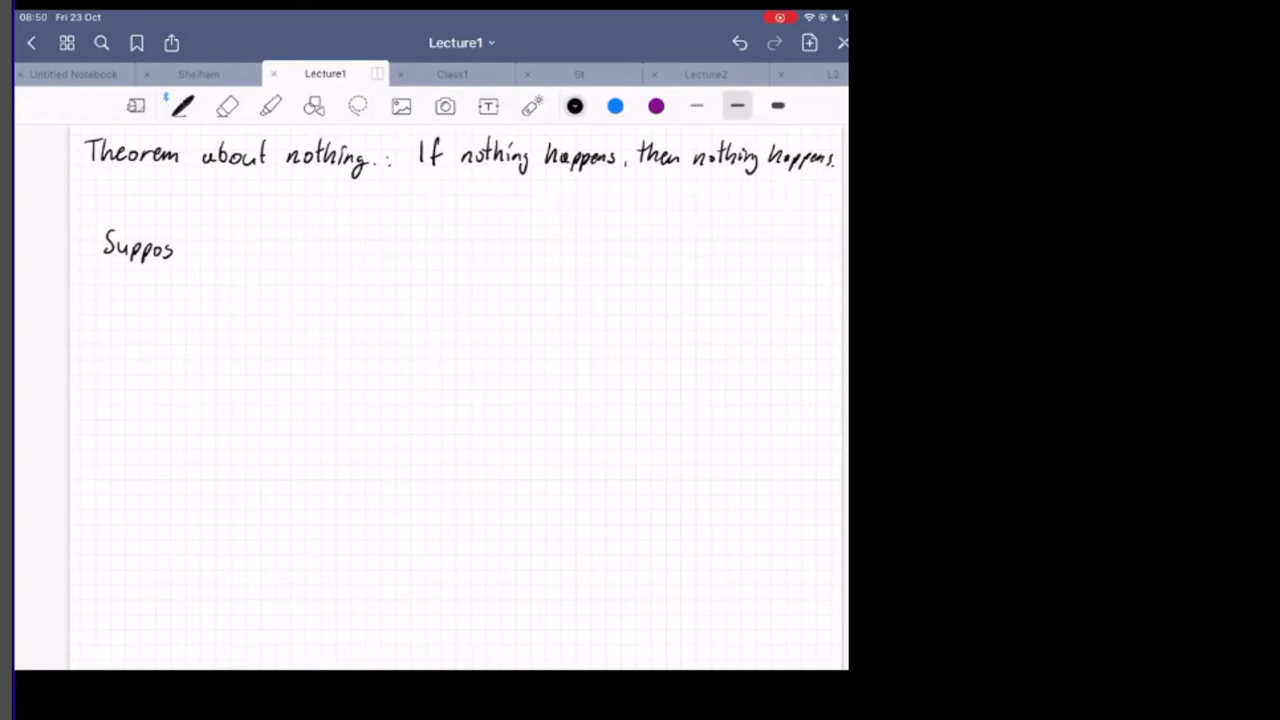 08:50 Fri 23 Oct
Lecture1
Untitled Notebook Sheiham Lecture1 Class1 St Lecture2 L2
Theorem about nothing.: If nothing happens, then nothing happens.
Suppos